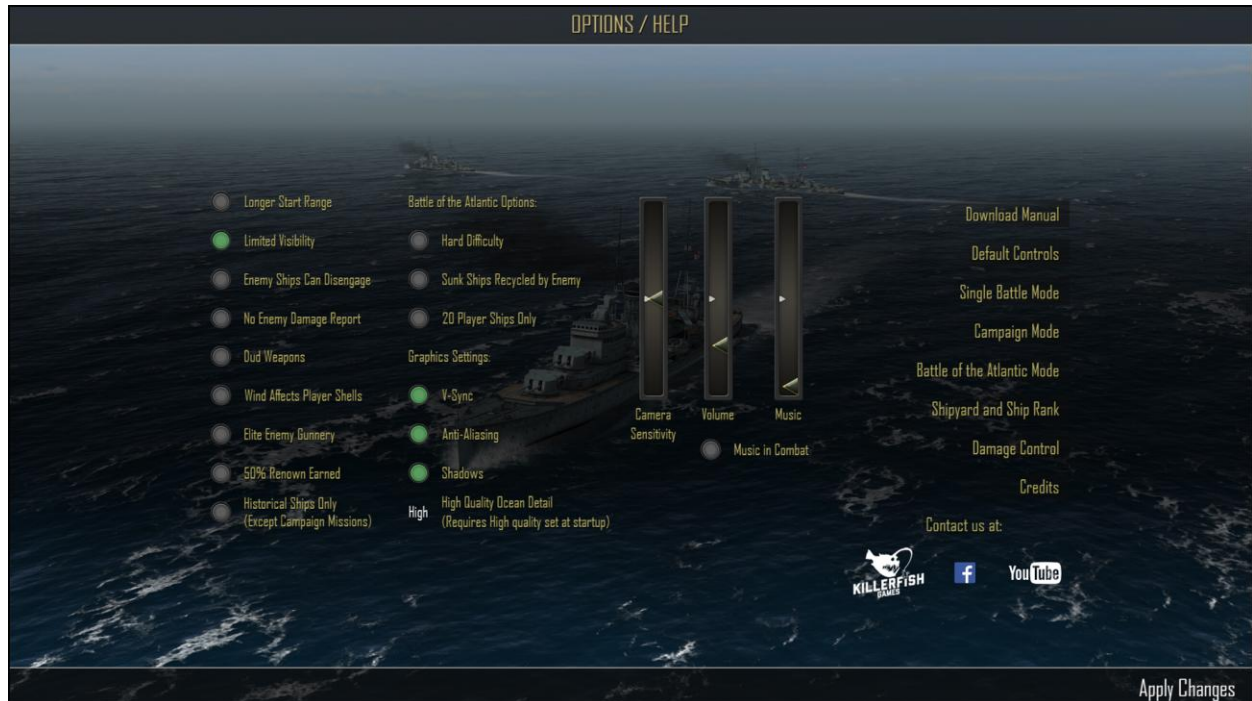 OPTIONS / HELP
Longer Start Range
Limited Visibility
Enemy Ships Can Disengage
No Enemy Damage Report
Dud Weapons
Wind Affects Player Shells
Elite Enemy Gunnery
50% Renown Earned
Historical Ships Only
(Except Campaign Missions)
Battle of the Atlantic Options:
Hard Difficulty
Sunk Ships Recycled by Enemy
20 Player Ships Only
Graphics Settings:
V-Sync
Anti-Aliasing
Shadows
High
High Quality Ocean Detail
(Requires High quality set at startup)
Camera
Sensitivity
Volume
Music
Music in Combat
Download Manual
Default Controls
Single Battle Mode
Campaign Mode
Battle of the Atlantic Mode
Shipyard and Ship Rank
Damage Control
Credits
Contact us at:
KILLERFISH
GAMES
f
YouTube
Apply Changes